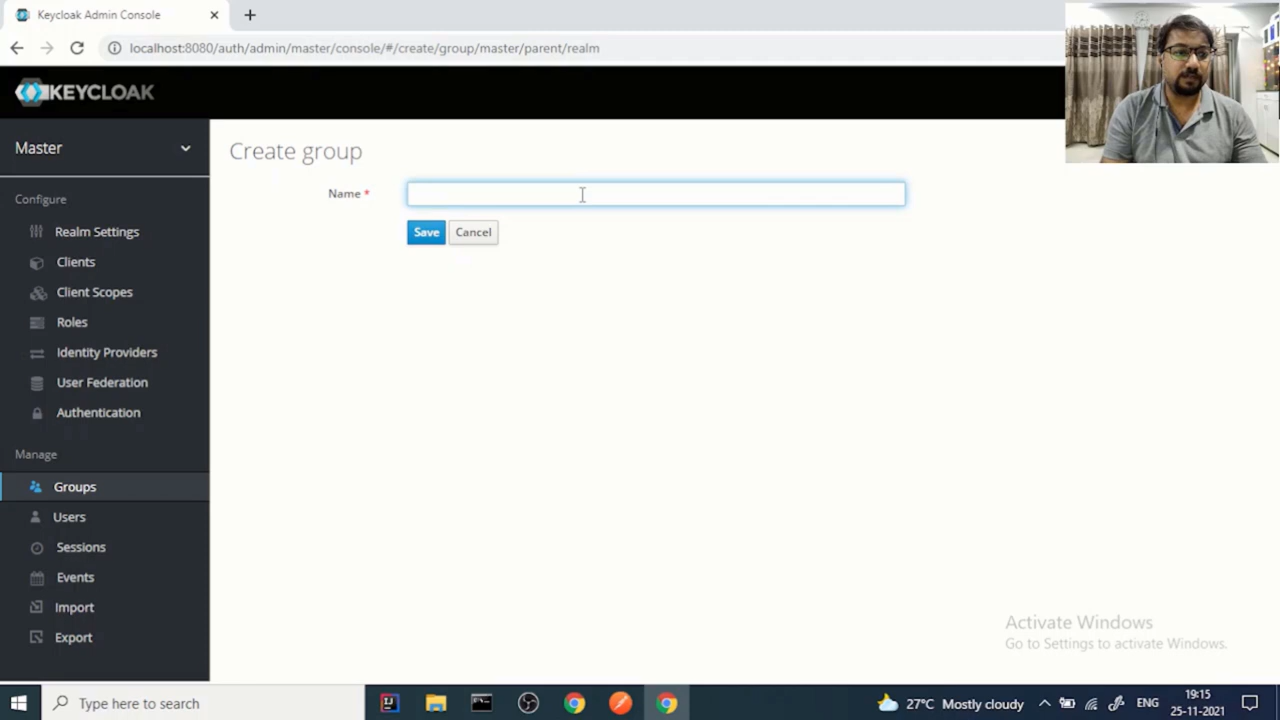 Keycloak Admin Console
localhost:8080/auth/admin/master/console/#/create/group/master/parent/realm
KEYCLOAK
Master
Create group
Name *
Save Cancel
Configure
Realm Settings
Clients
Client Scopes
Roles
Identity Providers
User Federation
Authentication
Manage
Groups
Users
Sessions
Events
Import
Export
Activate Windows
Go to Settings to activate Windows.
Type here to search
27°C Mostly cloudy
ENG
19:15
25-11-2021